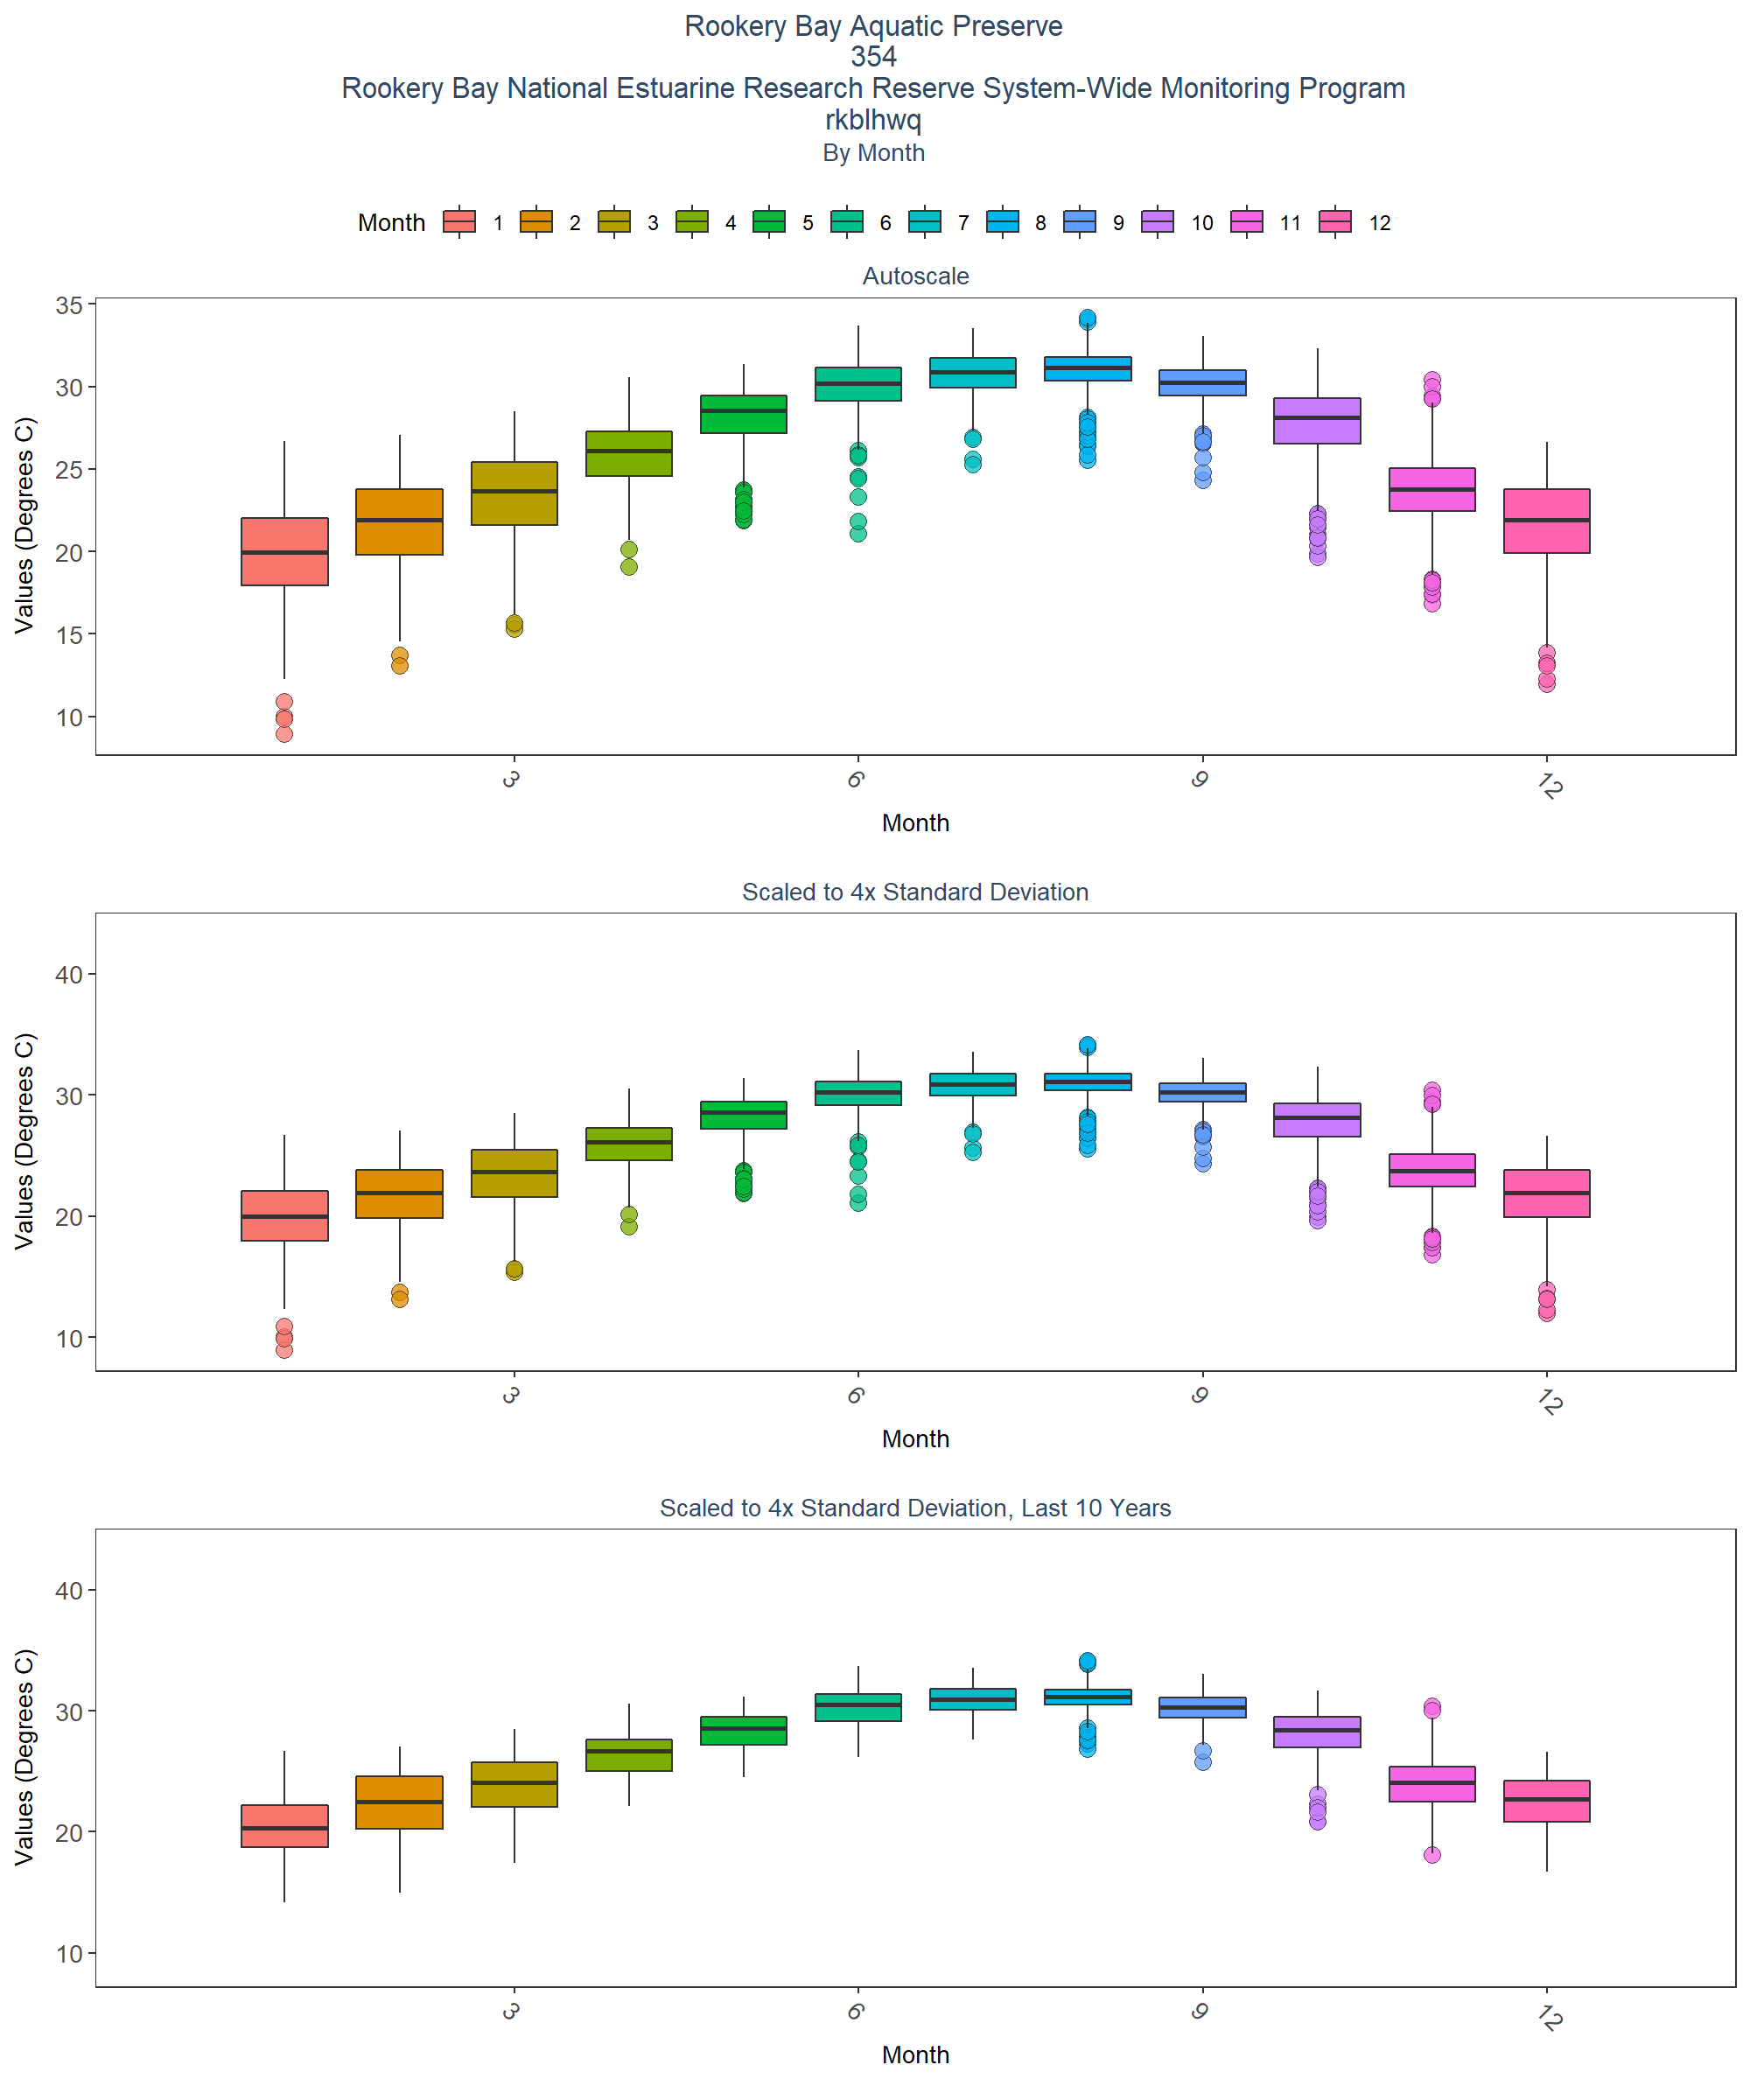 Rookery Bay Aquatic Preserve
354
Rookery Bay National Estuarine Research Reserve System-Wide Monitoring Program
rkblhwq
By Month
Month 1 2 3 4 5 6 7 8 9 10 11 12
Autoscale
Values (Degrees C)
35
30
25
20
15
10
3 6 9 12
Month
Scaled to 4x Standard Deviation
Values (Degrees C)
40
30
20
10
3 6 9 12
Month
Scaled to 4x Standard Deviation, Last 10 Years
Values (Degrees C)
40
30
20
10
3 6 9 12
Month